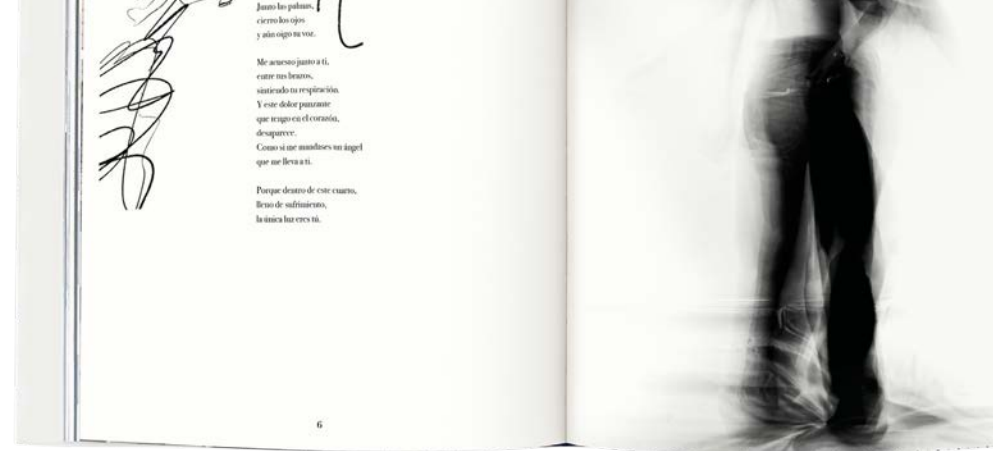 Junto las palmas,
cierro los ojos
y aún oigo tu voz.
Me acuesto junto a ti,
entre tus brazos,
sintiendo tu respiración.
Y este dolor punzante
que tengo en el corazón,
desaparece.
Como si me mandases un ángel
que me lleva a ti.
Porque dentro de este cuarto,
lleno de sufrimiento,
la única luz eres tú.
6